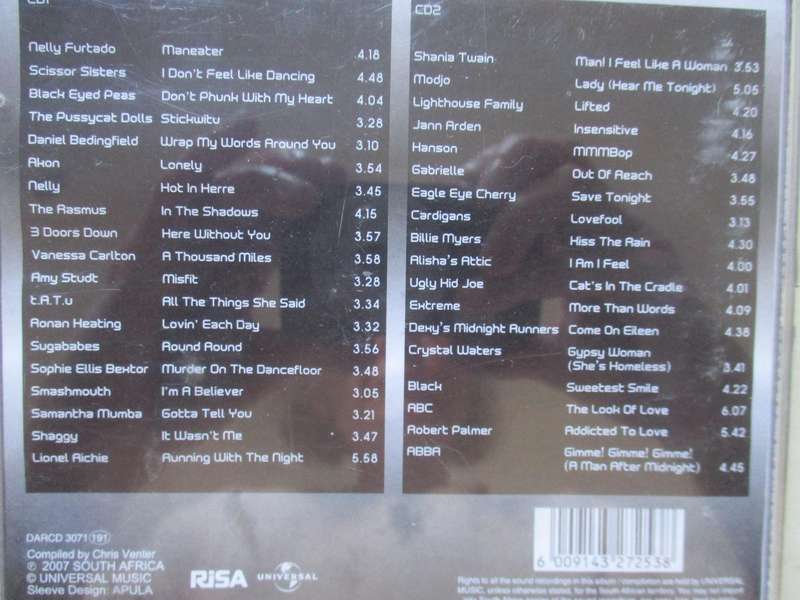 CD1
Nelly Furtado Maneater 4.18
Scissor Sisters I Don't Feel Like Dancing 4.48
Black Eyed Peas Don't Phunk With My Heart 4.04
The Pussycat Dolls Stickwitu 3.28
Daniel Bedingfield Wrap My Words Around You 3.10
Akon Lonely 3.54
Nelly Hot In Herre 3.45
The Rasmus In The Shadows 4.15
3 Doors Down Here Without You 3.57
Vanessa Carlton A Thousand Miles 3.58
Amy Studt Misfit 3.28
t.A.T.u All The Things She Said 3.34
Ronan Keating Lovin' Each Day 3.32
Sugababes Round Round 3.56
Sophie Ellis Bextor Murder On The Dancefloor 3.48
Smashmouth I'm A Believer 3.05
Samantha Mumba Gotta Tell You 3.21
Shaggy It Wasn't Me 3.47
Lionel Richie Running With The Night 5.58
CD2
Shania Twain Man! I Feel Like A Woman 3.53
Modjo Lady (Hear Me Tonight) 5.05
Lighthouse Family Lifted 4.20
Jann Arden Insensitive 4.16
Hanson MMMBop 4.27
Gabrielle Out Of Reach 3.48
Eagle Eye Cherry Save Tonight 3.55
Cardigans Lovefool 3.13
Billie Myers Kiss The Rain 4.30
Alisha's Attic I Am I Feel 4.00
Ugly Kid Joe Cat's In The Cradle 4.01
Extreme More Than Words 4.09
Dexy's Midnight Runners Come On Eileen 4.38
Crystal Waters Gypsy Woman
(She's Homeless) 3.41
Black Sweetest Smile 4.22
ABC The Look Of Love 6.07
Robert Palmer Addicted To Love 5.42
ABBA Gimme! Gimme! Gimme!
(A Man After Midnight) 4.45
DARCD 3071 (191)
Compiled by Chris Venter
℗ 2007 SOUTH AFRICA
© UNIVERSAL MUSIC
Sleeve Design: APULA
RiSA
UNIVERSAL
6 009143 272538
Rights to all the sound recordings in this album / compilation are held by UNIVERSAL
MUSIC, unless otherwise stated, for the South African territory. You may not